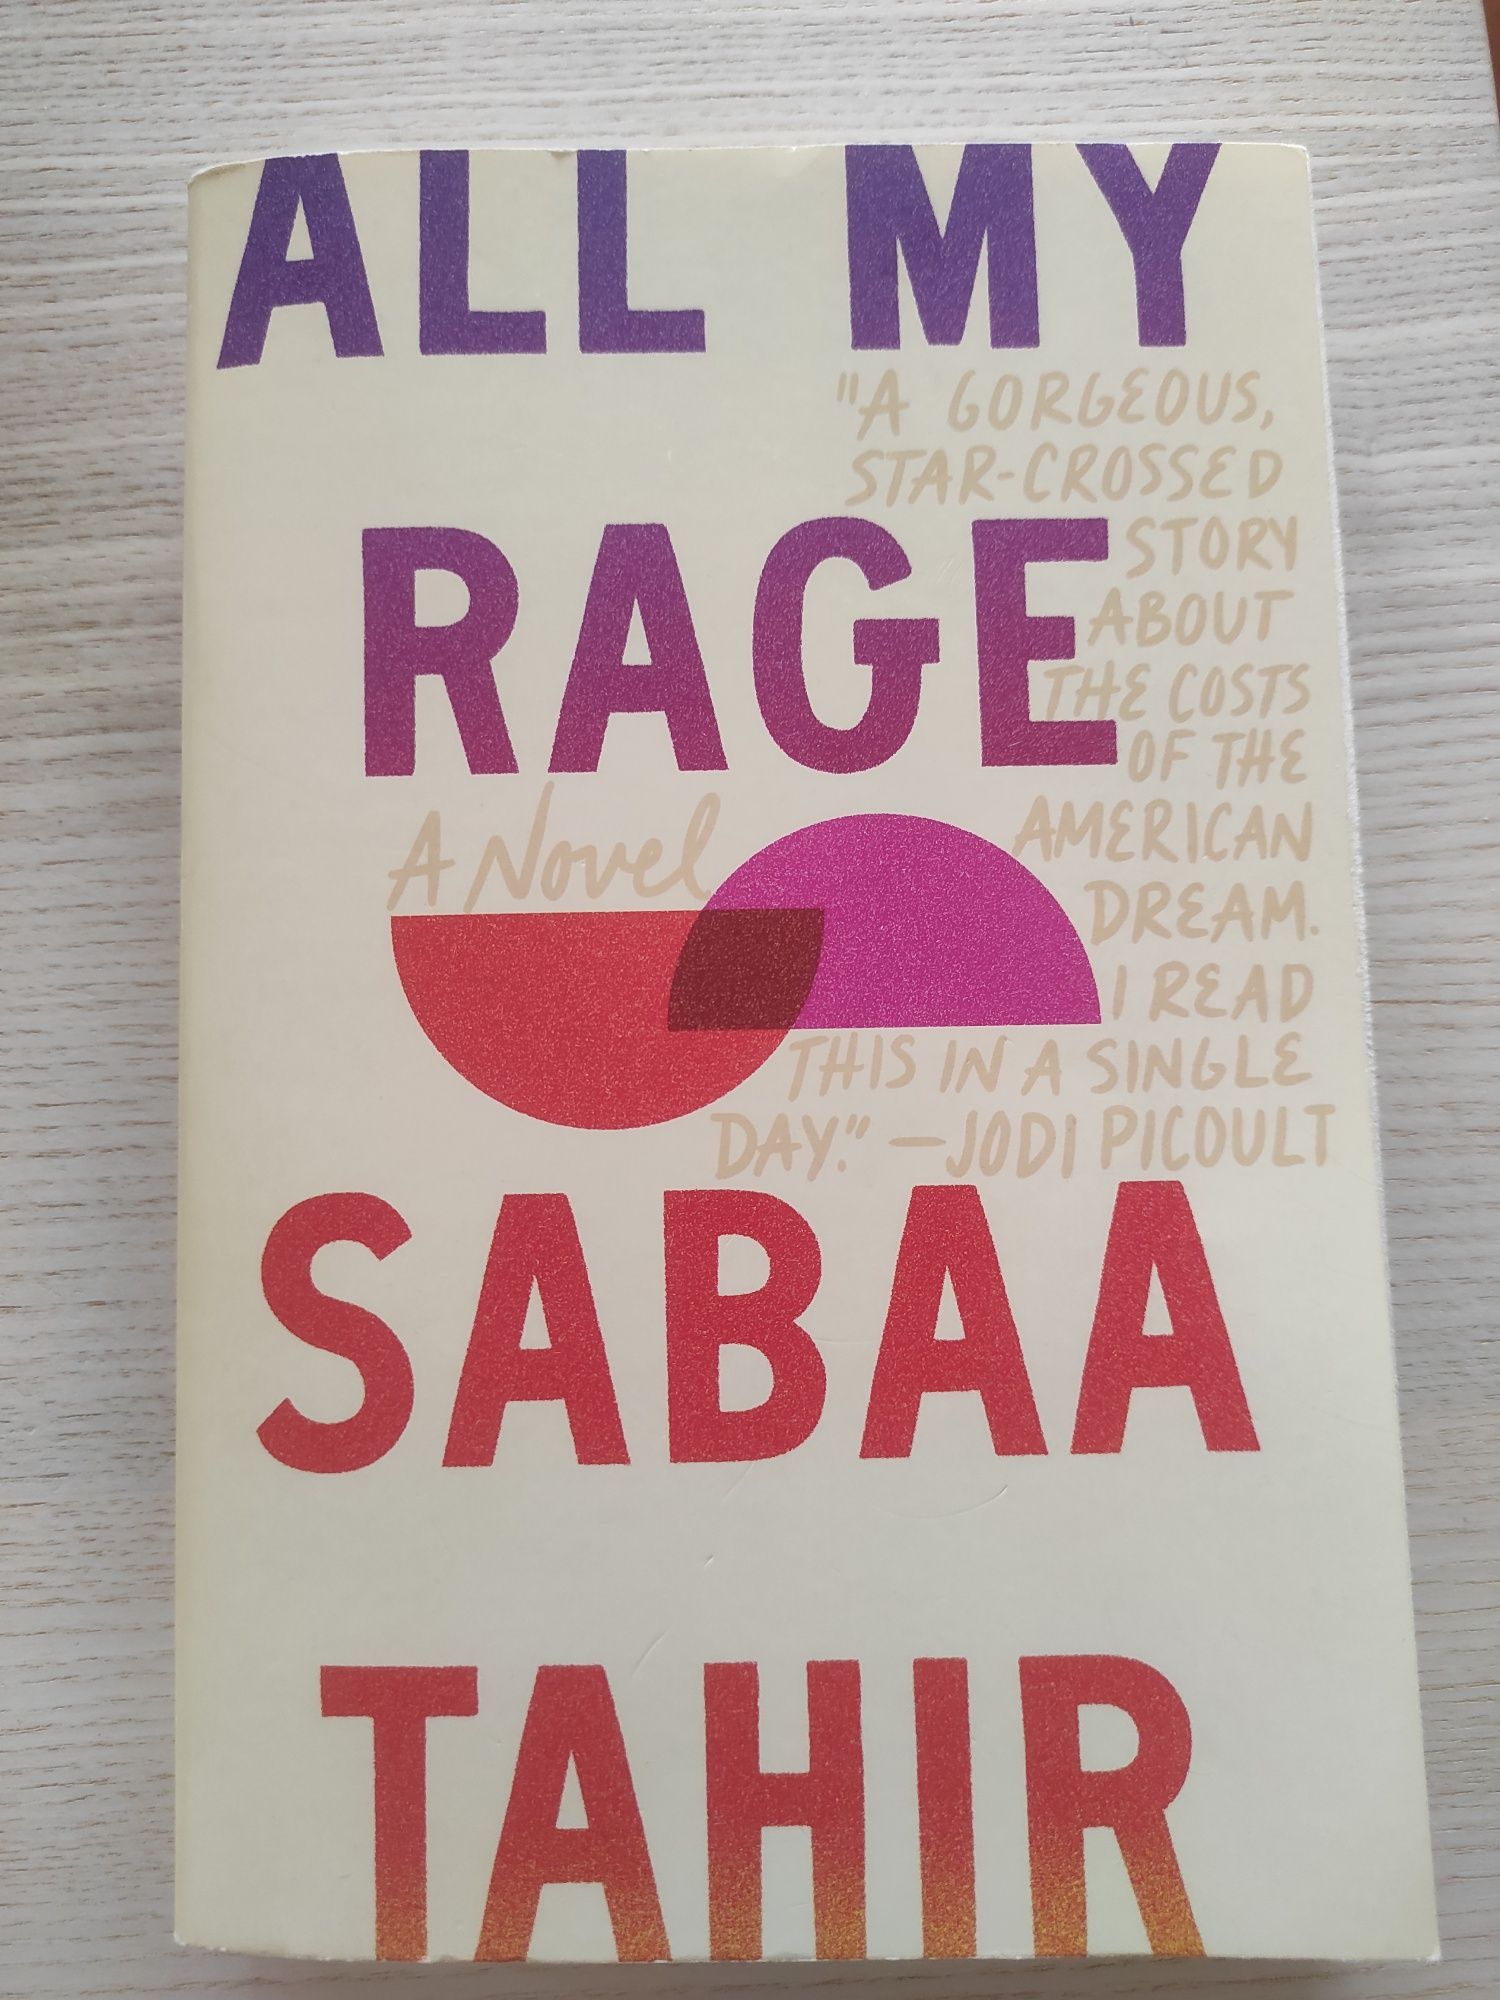 ALL MY
"A GORGEOUS,
STAR-CROSSED
STORY
ABOUT
THE COSTS
OF THE
AMERICAN
DREAM.
I READ
THIS IN A SINGLE
DAY." —JODI PICOULT
RAGE
A Novel
SABAA
TAHIR